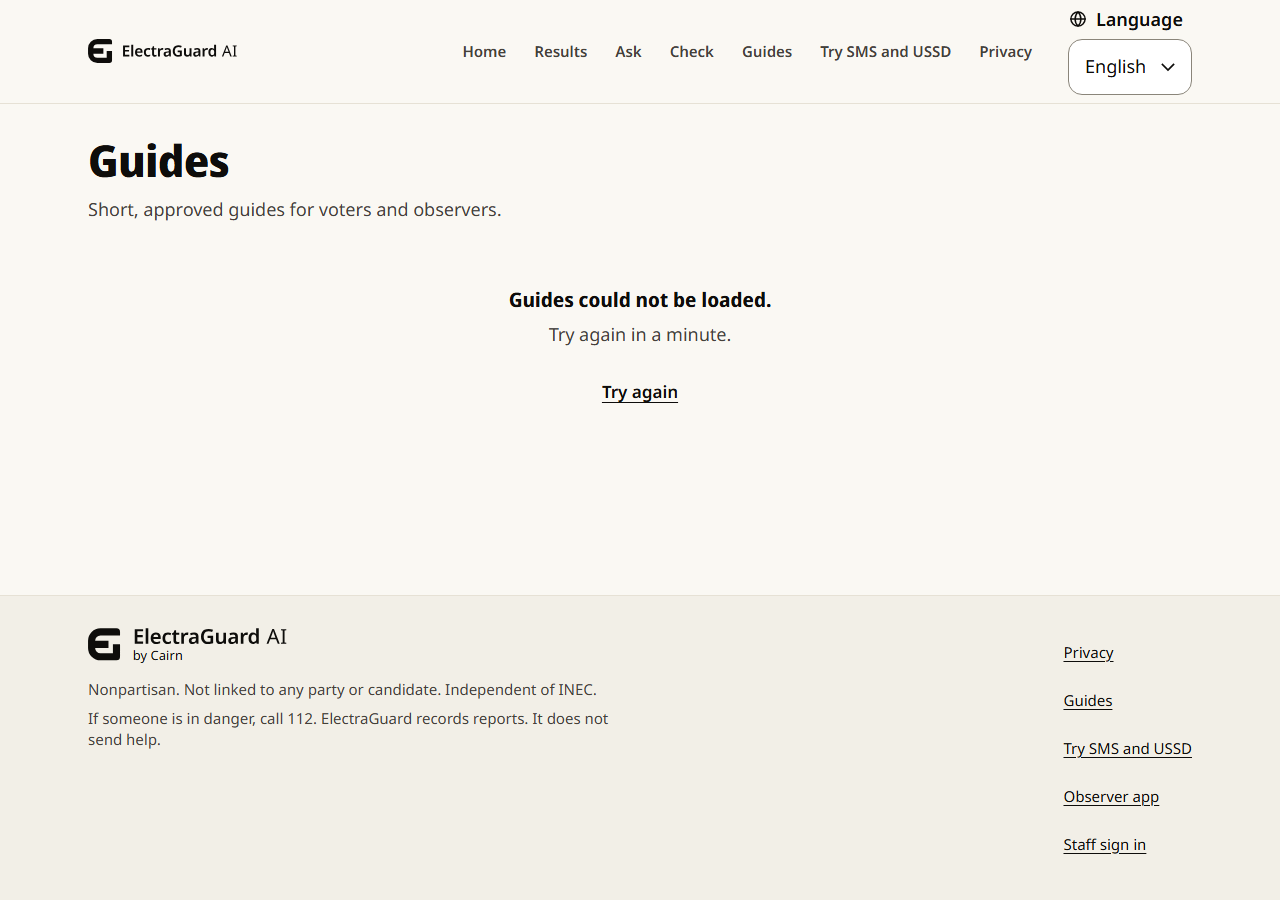 ElectraGuard AI
Home
Results
Ask
Check
Guides
Try SMS and USSD
Privacy
Language
English
Guides
Short, approved guides for voters and observers.
Guides could not be loaded.
Try again in a minute.
Try again
ElectraGuard AI
by Cairn
Nonpartisan. Not linked to any party or candidate. Independent of INEC.
If someone is in danger, call 112. ElectraGuard records reports. It does not
send help.
Privacy
Guides
Try SMS and USSD
Observer app
Staff sign in